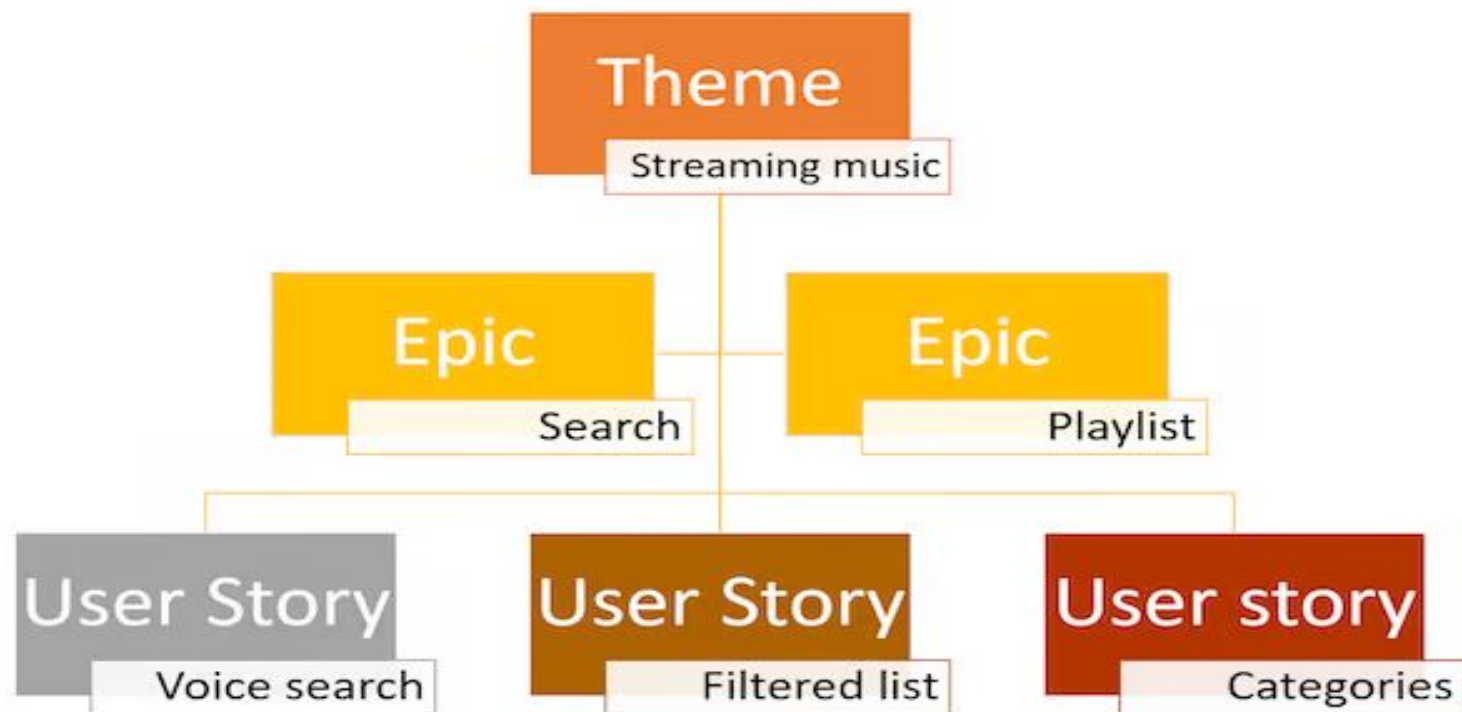 Theme
Streaming music
Epic
Search
Epic
Playlist
User Story
Voice search
User Story
Filtered list
User story
Categories